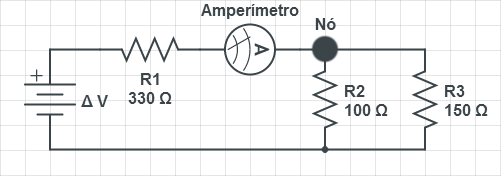 Amperímetro
Nó
A
+
R1
330 Ω
Δ V
R2
100 Ω
R3
150 Ω